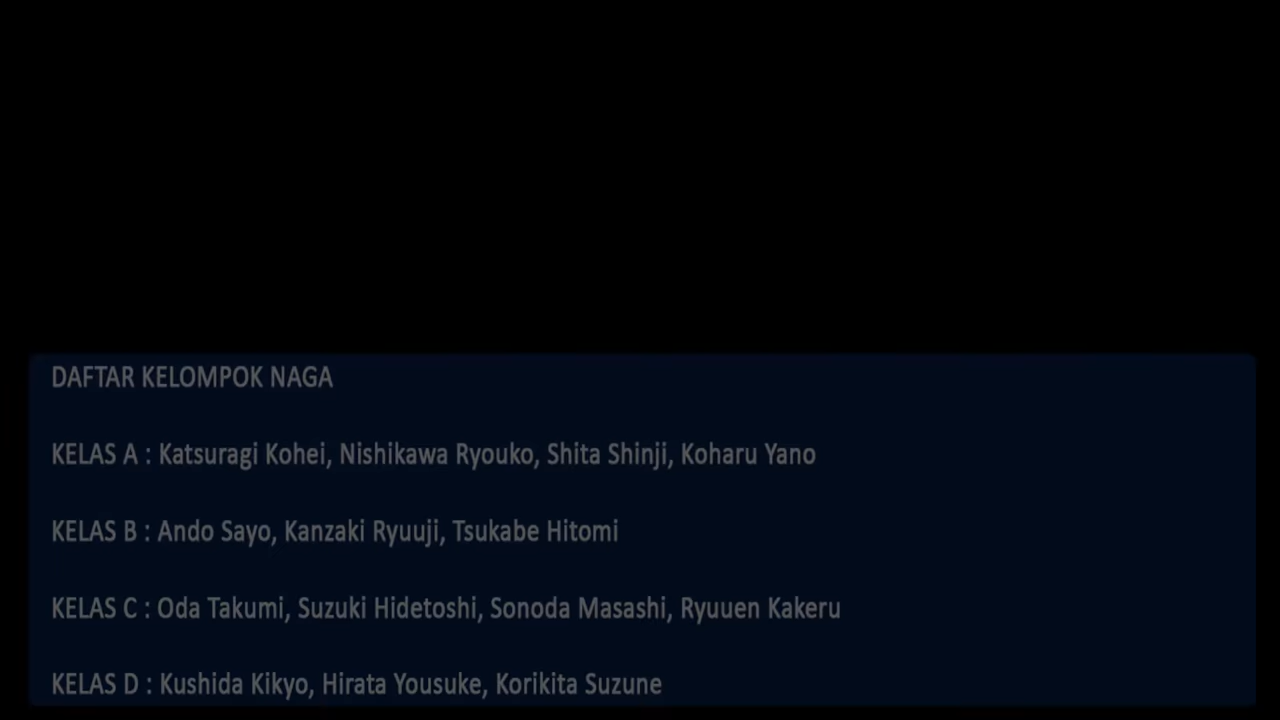 DAFTAR KELOMPOK NAGA
KELAS A : Katsuragi Kohei, Nishikawa Ryouko, Shita Shinji, Koharu Yano
KELAS B : Ando Sayo, Kanzaki Ryuuji, Tsukabe Hitomi
KELAS C : Oda Takumi, Suzuki Hidetoshi, Sonoda Masashi, Ryuuen Kakeru
KELAS D : Kushida Kikyo, Hirata Yousuke, Korikita Suzune